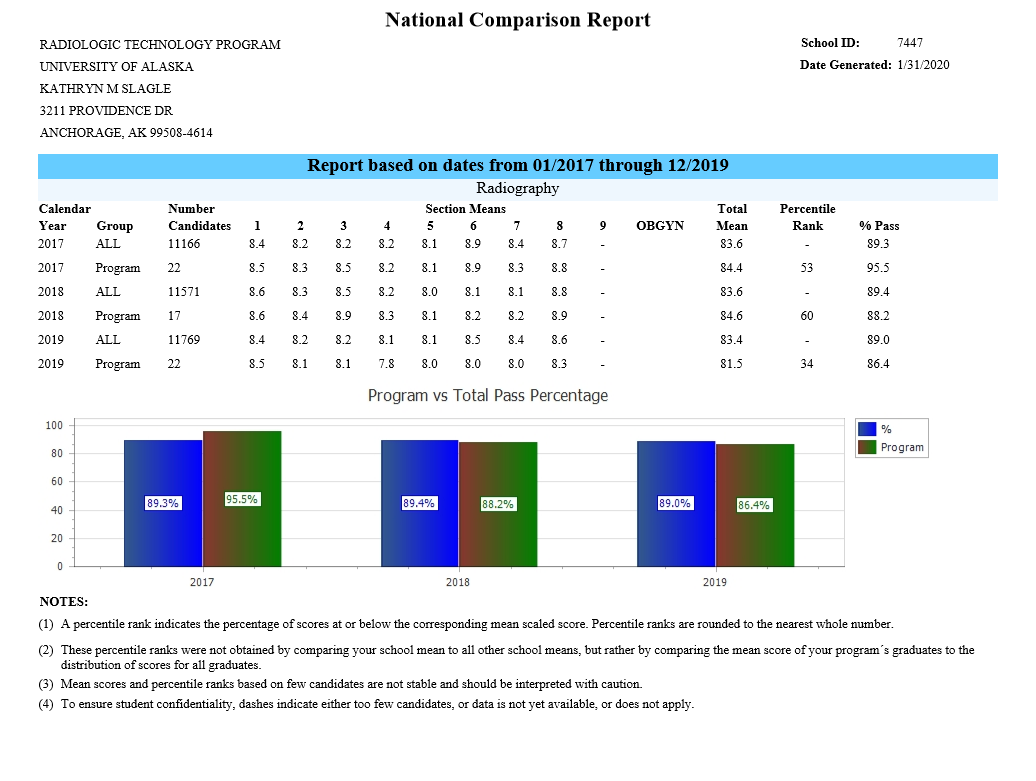 National Comparison Report
RADIOLOGIC TECHNOLOGY PROGRAM
UNIVERSITY OF ALASKA
KATHRYN M SLAGLE
3211 PROVIDENCE DR
ANCHORAGE, AK 99508-4614
School ID: 7447
Date Generated: 1/31/2020
Report based on dates from 01/2017 through 12/2019
Radiography
Calendar Number Section Means Total Percentile
Year Group Candidates 1 2 3 4 5 6 7 8 9 OBGYN Mean Rank % Pass
2017 ALL 11166 8.4 8.2 8.2 8.2 8.1 8.9 8.4 8.7 - 83.6 - 89.3
2017 Program 22 8.5 8.3 8.5 8.2 8.1 8.9 8.3 8.8 - 84.4 53 95.5
2018 ALL 11571 8.6 8.3 8.5 8.2 8.0 8.1 8.1 8.8 - 83.6 - 89.4
2018 Program 17 8.6 8.4 8.9 8.3 8.1 8.2 8.2 8.9 - 84.6 60 88.2
2019 ALL 11769 8.4 8.2 8.2 8.1 8.1 8.5 8.4 8.6 - 83.4 - 89.0
2019 Program 22 8.5 8.1 8.1 7.8 8.0 8.0 8.0 8.3 - 81.5 34 86.4
Program vs Total Pass Percentage
100
80
60
40
20
0
89.3% 95.5% 89.4% 88.2% 89.0% 86.4%
2017 2018 2019
%
Program
NOTES:
(1) A percentile rank indicates the percentage of scores at or below the corresponding mean scaled score. Percentile ranks are rounded to the nearest whole number.
(2) These percentile ranks were not obtained by comparing your school mean to all other school means, but rather by comparing the mean score of your program´s graduates to the
distribution of scores for all graduates.
(3) Mean scores and percentile ranks based on few candidates are not stable and should be interpreted with caution.
(4) To ensure student confidentiality, dashes indicate either too few candidates, or data is not yet available, or does not apply.